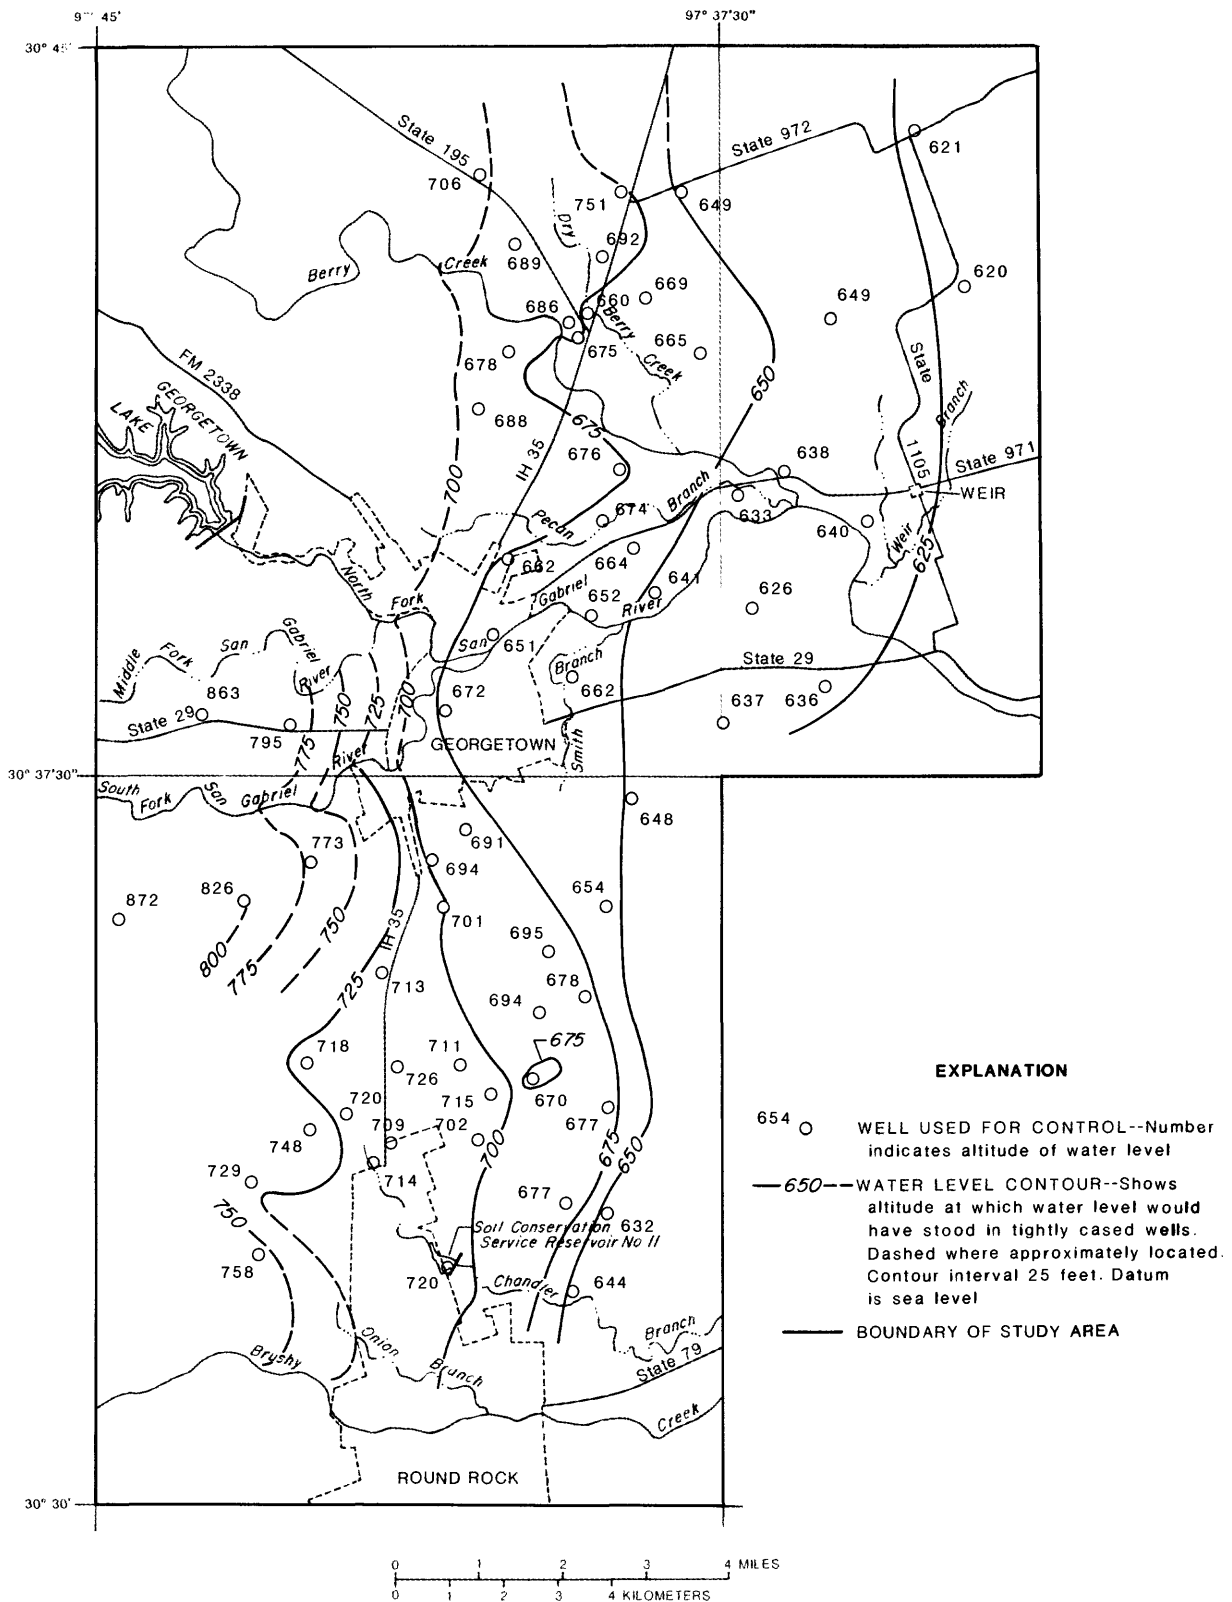 97° 37'30"
30° 45'
State 195
State 972
621
706
751
649
Dry
692
689
Berry
Creek
620
669
686
660
649
Berry
665
675
678
Creek
State
650
FM 2338
LAKE
GEORGETOWN
688
675
Branch
676
IH 35
638
1105
State 971
700
Branch
WEIR
674
633
Pecan
640
Weir
662
664
625
North
Fork
Gabriel
641
626
652
River
San
651
Middle
Fork
San
Gabriel
River
Branch
State 29
863
672
662
750
725
700
637
636
State 29
795
775
River
GEORGETOWN
Smith
30° 37'30"
South
Fork
San
Gabriel
648
773
691
694
872
826
654
701
750
IH 35
695
800
775
725
713
678
694
675
718
711
726
715
670
720
709
702
677
748
714
700
675
650
729
677
750
632
Soil Conservation
Service Reservoir No 11
758
720
Chandler
644
Onion
Branch
Brushy
Branch
State 79
Creek
ROUND ROCK
30° 30'
EXPLANATION
654
WELL USED FOR CONTROL--Number
indicates altitude of water level
650
WATER LEVEL CONTOUR--Shows
altitude at which water level would
have stood in tightly cased wells.
Dashed where approximately located.
Contour interval 25 feet. Datum
is sea level
BOUNDARY OF STUDY AREA
0 1 2 3 4 MILES
0 1 2 3 4 KILOMETERS